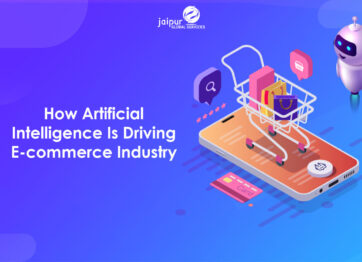 jaipur
GLOBAL SERVICES
How Artificial
Intelligence Is Driving
E-commerce Industry